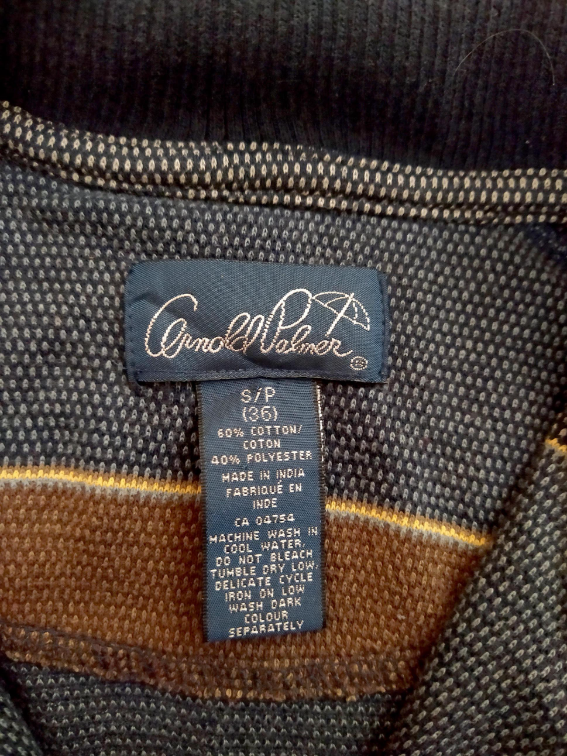 Arnold Palmer
S/P
(36)
60% COTTON/
COTON
40% POLYESTER
MADE IN INDIA
FABRIQUÉ EN
INDE
CA 04754
MACHINE WASH IN
COOL WATER,
DO NOT BLEACH
TUMBLE DRY LOW,
DELICATE CYCLE
IRON ON LOW
WASH DARK
COLOUR
SEPARATELY